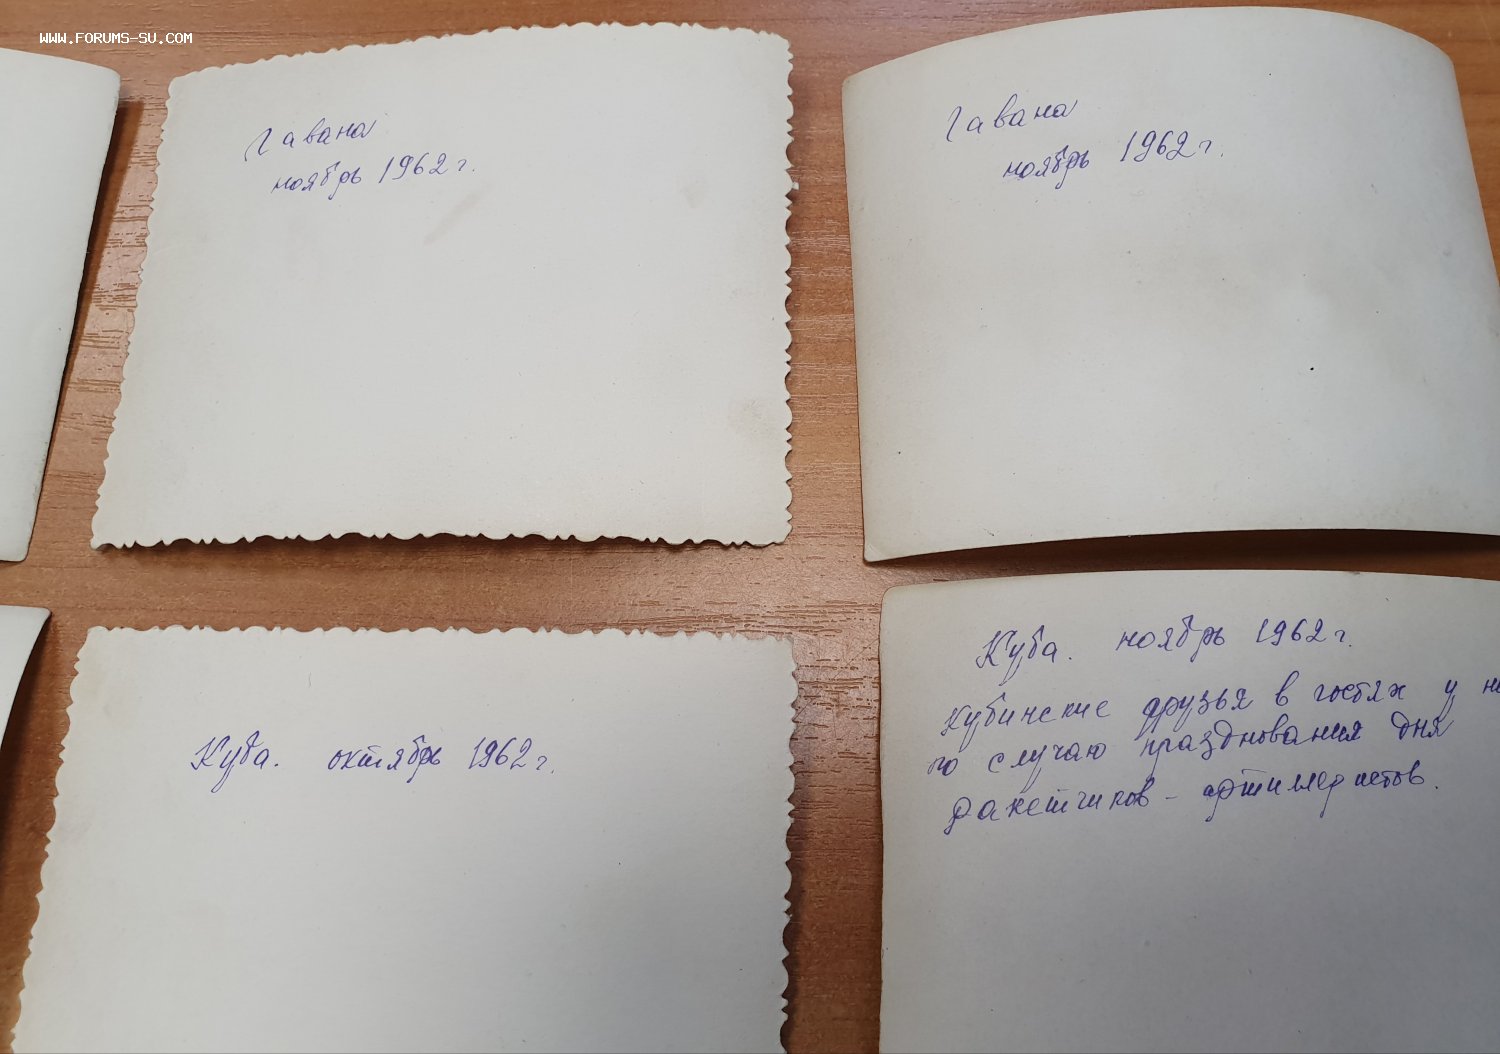 WWW.FORUMS-SU.COM
Гавана
ноябрь 1962 г.
Гавана
ноябрь 1962 г.
Куба. октябрь 1962 г.
Куба. ноябрь 1962 г.
Кубинские друзья в гостях у
по случаю празднования дня
ракетчиков - артиллеристов.